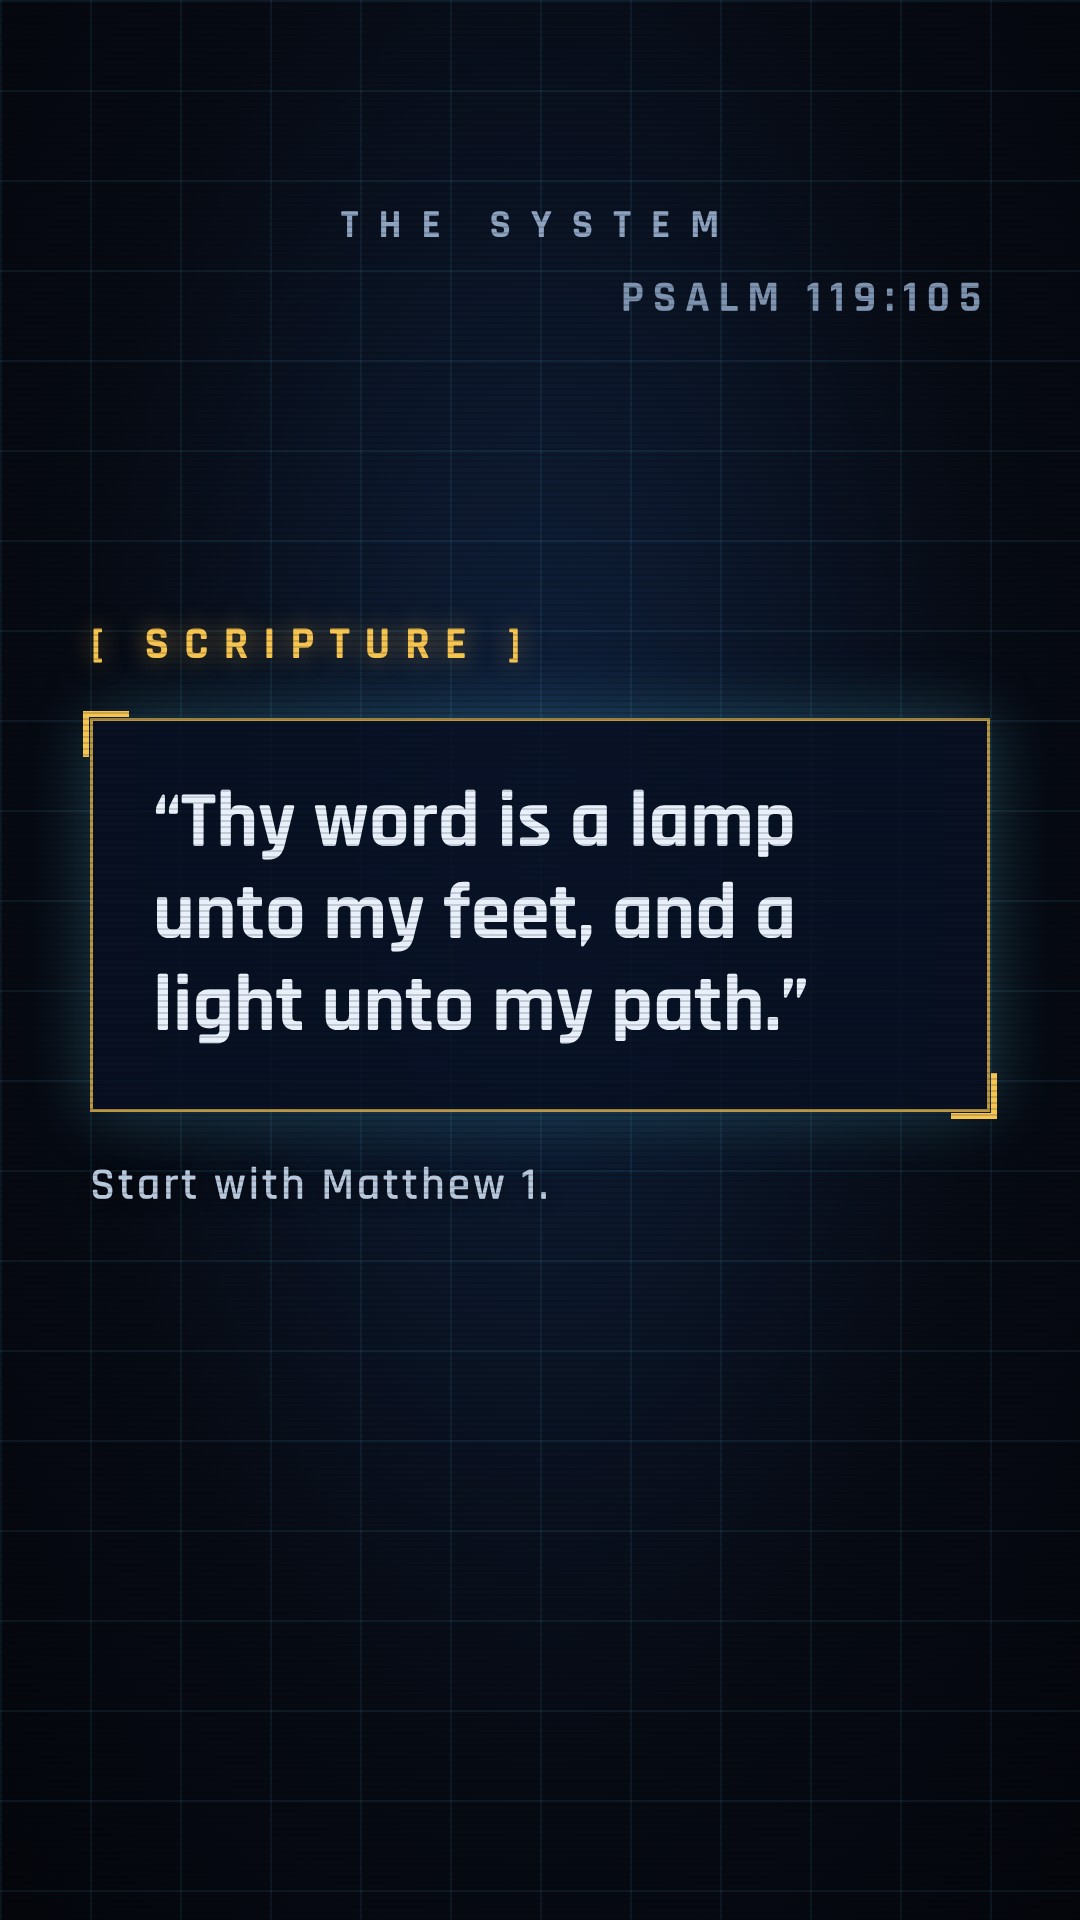 THE SYSTEM
PSALM 119:105
[ SCRIPTURE ]
“Thy word is a lamp
unto my feet, and a
light unto my path.”
Start with Matthew 1.